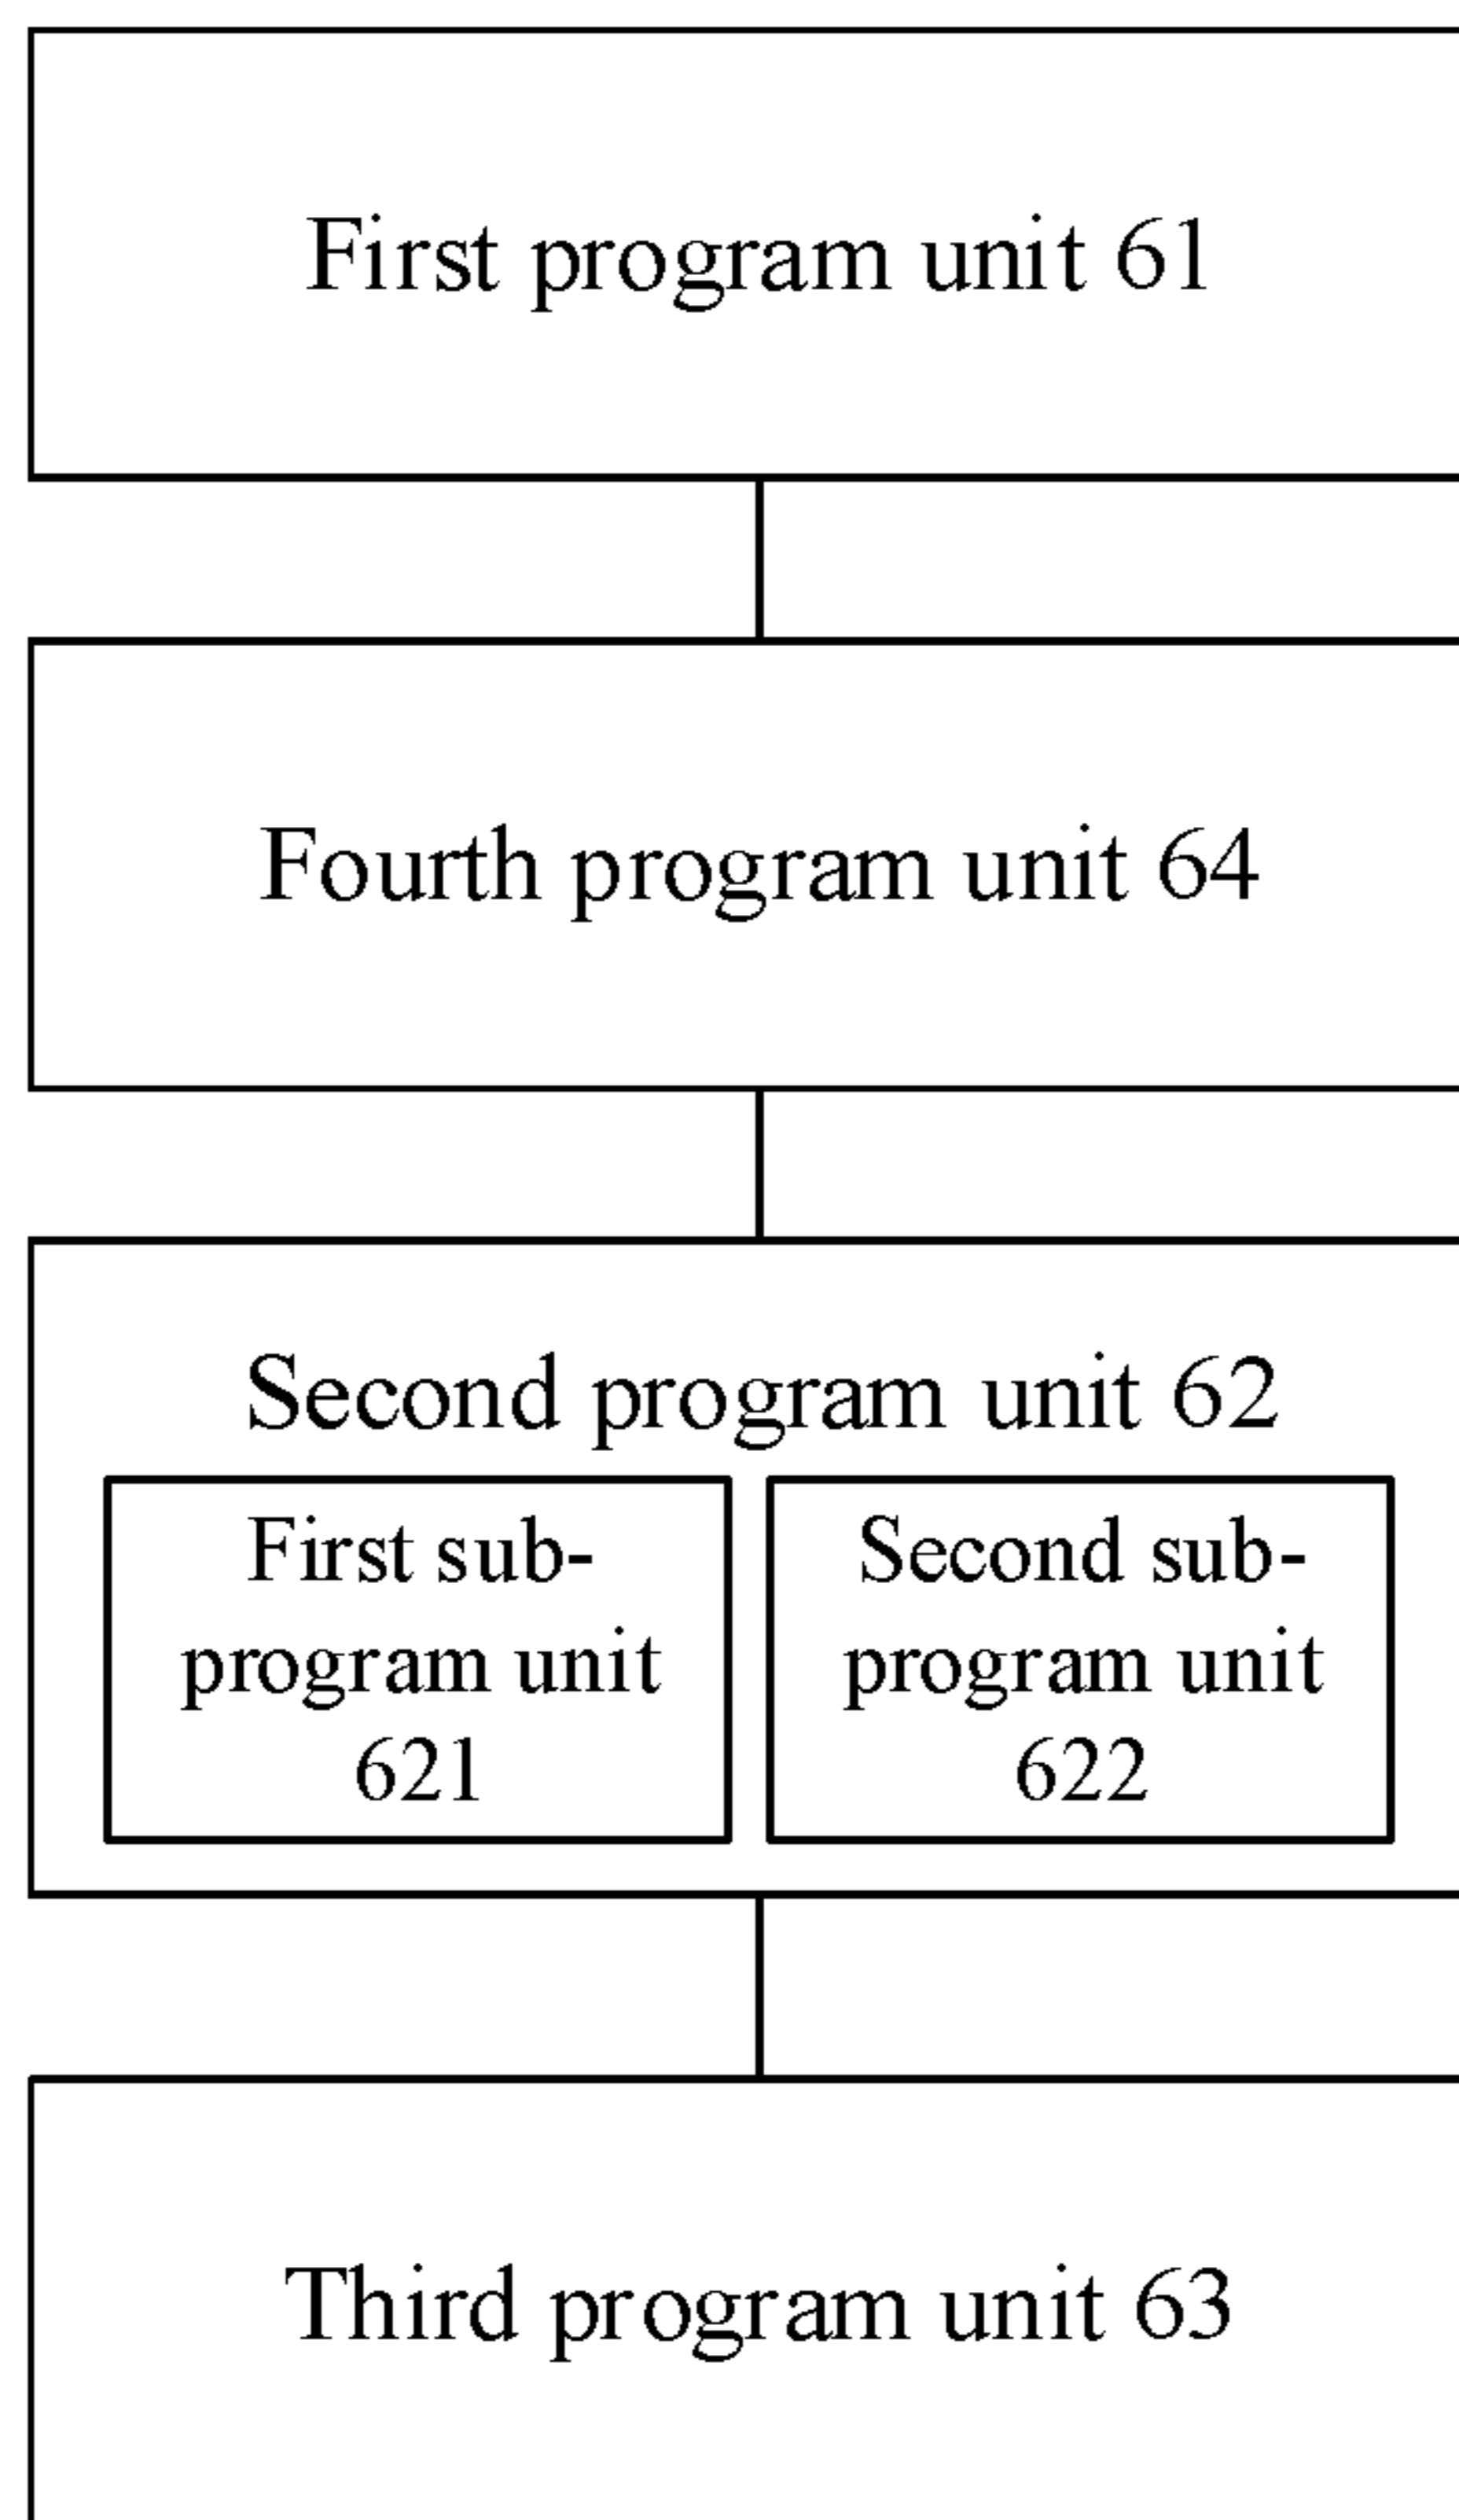 First program unit 61
Fourth program unit 64
Second program unit 62
First sub-
program unit
621
Second sub-
program unit
622
Third program unit 63